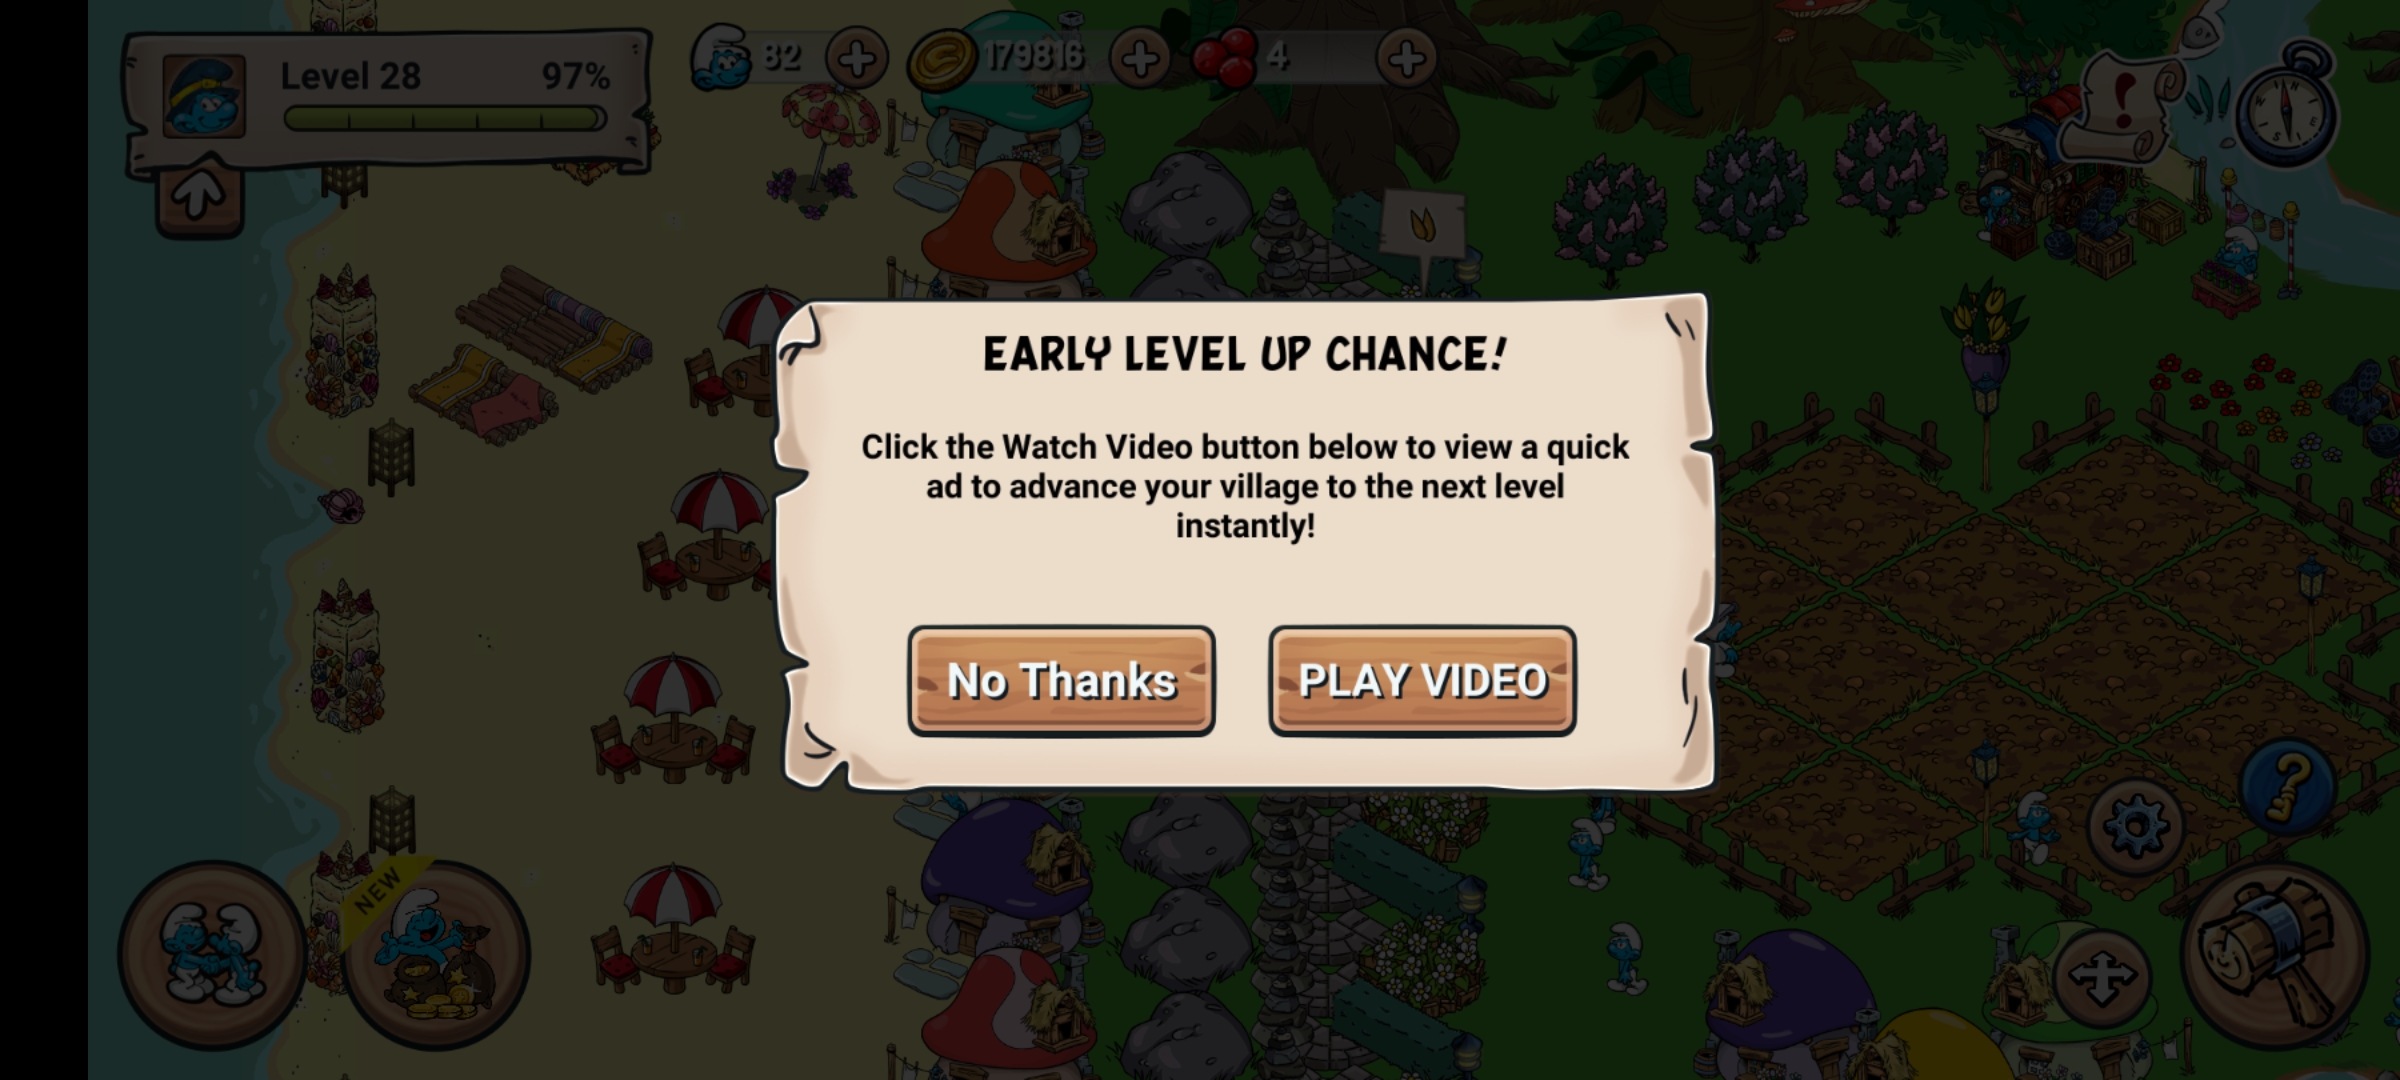 Level 28 97%
82
179816
4
EARLY LEVEL UP CHANCE!
Click the Watch Video button below to view a quick
ad to advance your village to the next level
instantly!
No Thanks
PLAY VIDEO
NEW